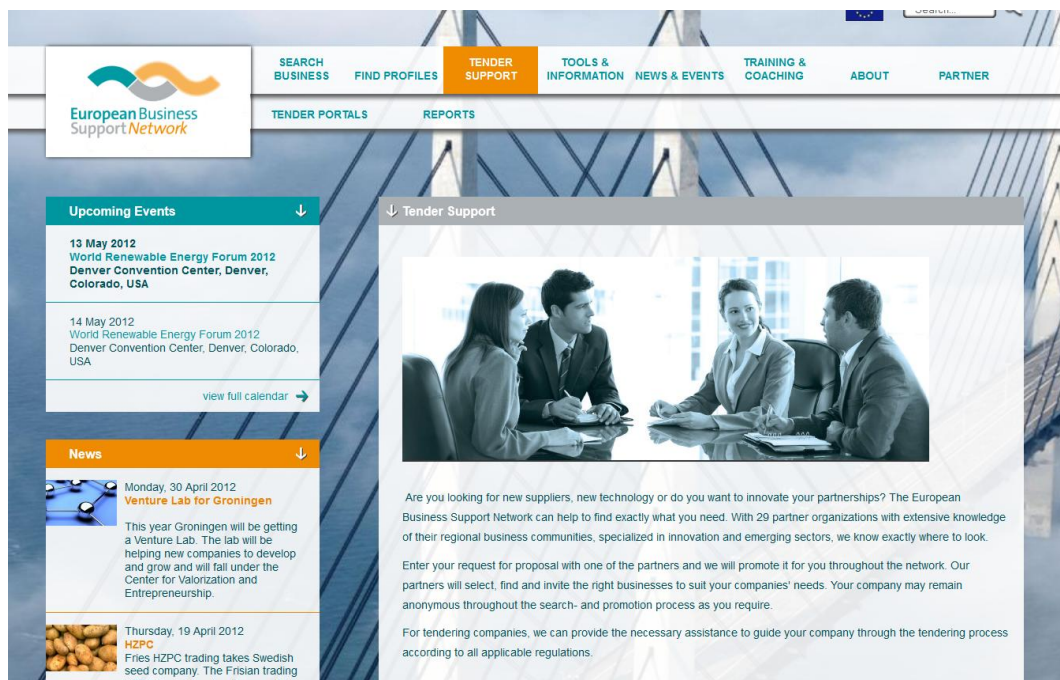 Search...
SEARCH
BUSINESS
FIND PROFILES
TENDER
SUPPORT
TOOLS &
INFORMATION
NEWS & EVENTS
TRAINING &
COACHING
ABOUT
PARTNER
European Business
Support Network
TENDER PORTALS
REPORTS
Upcoming Events
13 May 2012
World Renewable Energy Forum 2012
Denver Convention Center, Denver,
Colorado, USA
14 May 2012
World Renewable Energy Forum 2012
Denver Convention Center, Denver, Colorado,
USA
view full calendar
News
Monday, 30 April 2012
Venture Lab for Groningen
This year Groningen will be getting
a Venture Lab. The lab will be
helping new companies to develop
and grow and will fall under the
Center for Valorization and
Entrepreneurship.
Thursday, 19 April 2012
HZPC
Fries HZPC trading takes Swedish
seed company. The Frisian trading
Tender Support
Are you looking for new suppliers, new technology or do you want to innovate your partnerships? The European
Business Support Network can help to find exactly what you need. With 29 partner organizations with extensive knowledge
of their regional business communities, specialized in innovation and emerging sectors, we know exactly where to look.
Enter your request for proposal with one of the partners and we will promote it for you throughout the network. Our
partners will select, find and invite the right businesses to suit your companies' needs. Your company may remain
anonymous throughout the search- and promotion process as you require.
For tendering companies, we can provide the necessary assistance to guide your company through the tendering process
according to all applicable regulations.